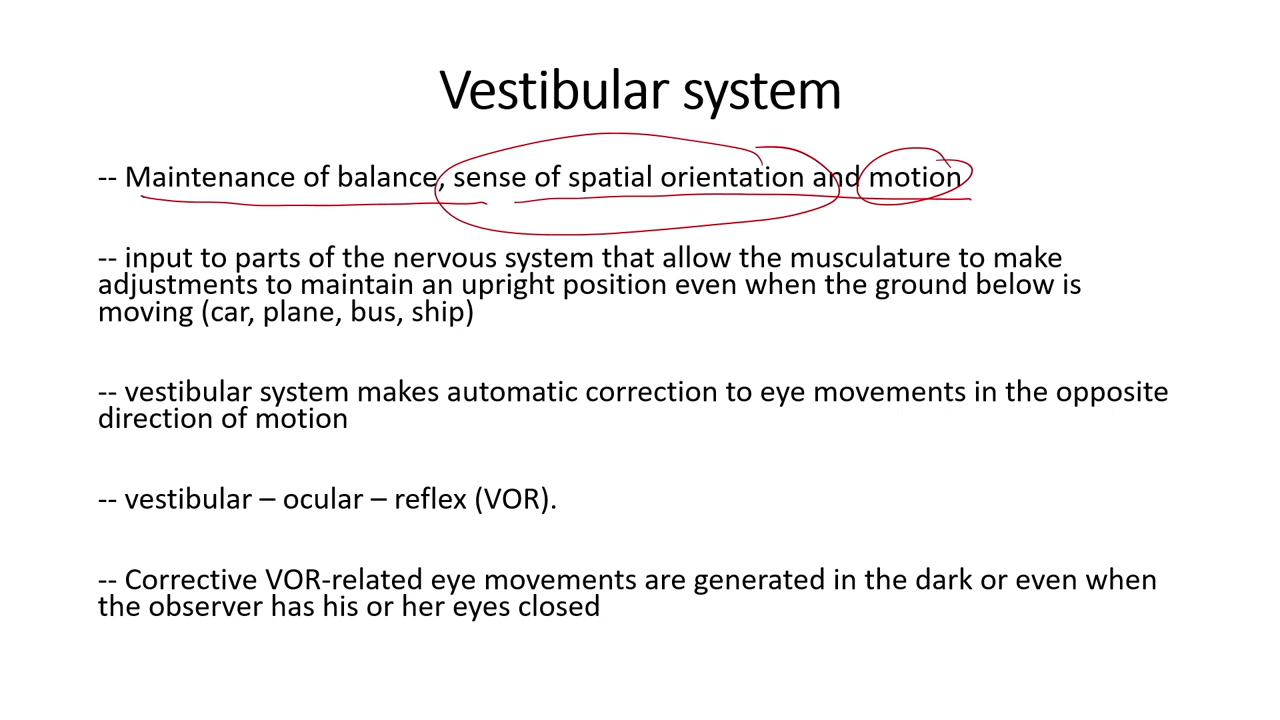 Vestibular system
-- Maintenance of balance, sense of spatial orientation and motion
-- input to parts of the nervous system that allow the musculature to make
adjustments to maintain an upright position even when the ground below is
moving (car, plane, bus, ship)
-- vestibular system makes automatic correction to eye movements in the opposite
direction of motion
-- vestibular – ocular – reflex (VOR).
-- Corrective VOR-related eye movements are generated in the dark or even when
the observer has his or her eyes closed